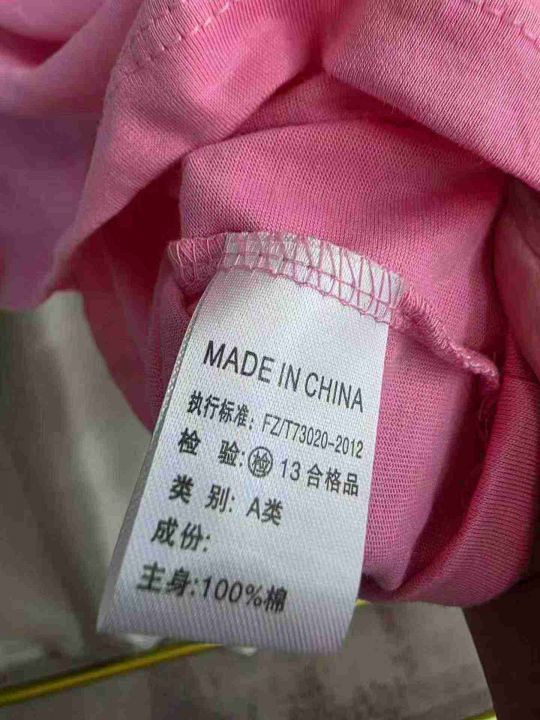 MADE IN CHINA
执行标准: FZ/T73020-2012
检 验: 检 13 合格品
类 别: A类
成份:
主身:100%棉